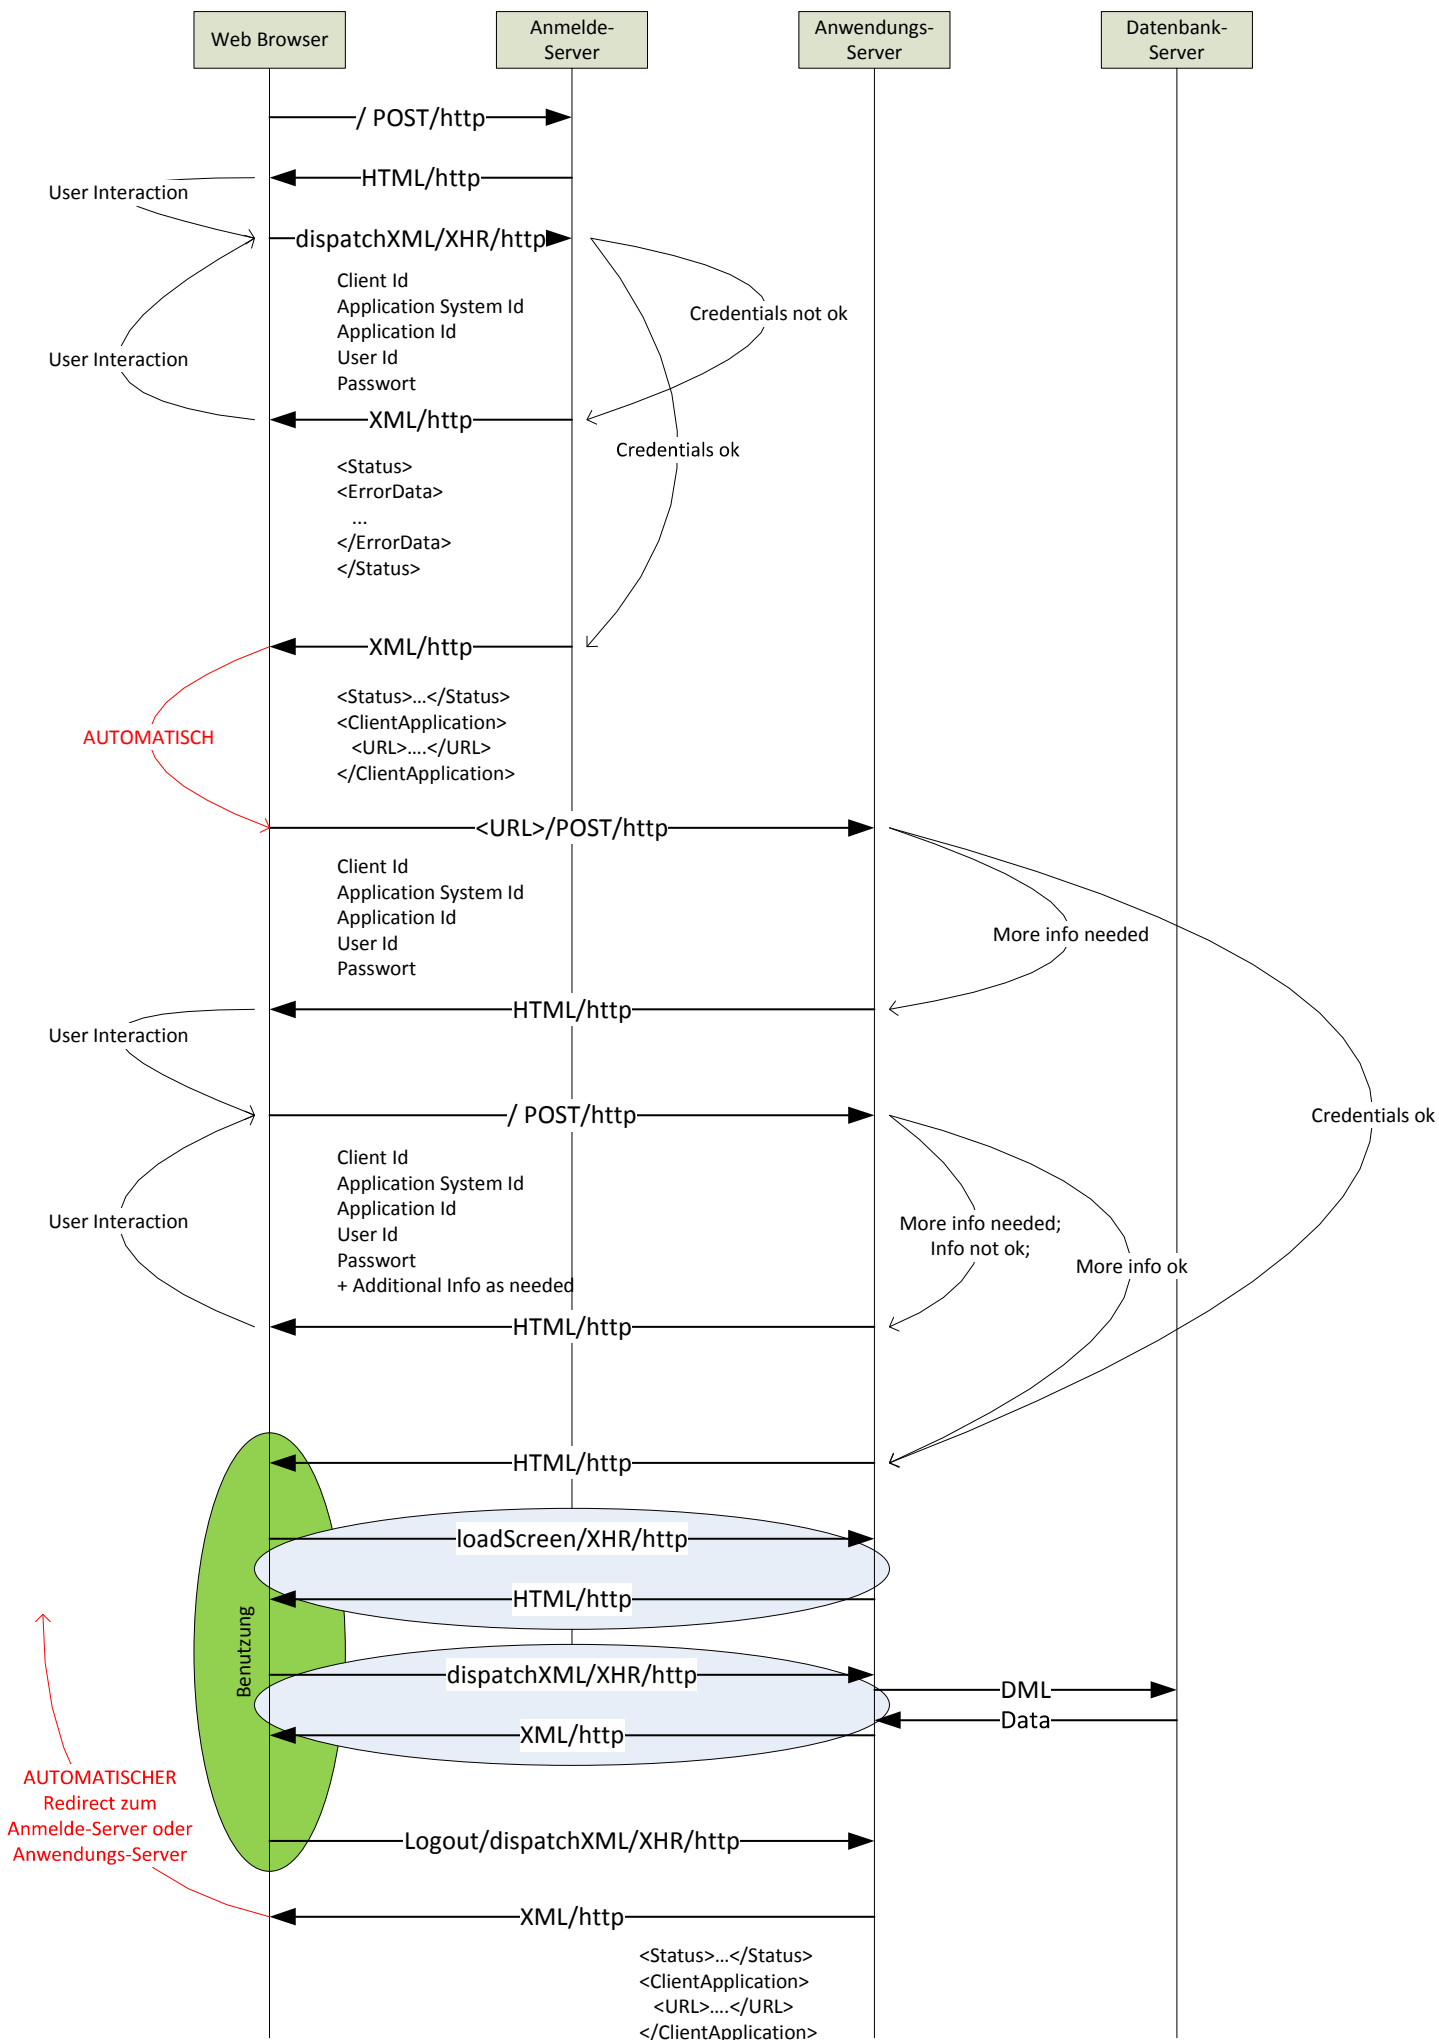 Web Browser
Anmelde-
Server
Anwendungs-
Server
Datenbank-
Server
/ POST/http
HTML/http
User Interaction
dispatchXML/XHR/http
Client Id
Application System Id
Application Id
User Id
Passwort
Credentials not ok
User Interaction
XML/http
Credentials ok
<Status>
<ErrorData>
...
</ErrorData>
</Status>
XML/http
<Status>...</Status>
<ClientApplication>
<URL>....</URL>
</ClientApplication>
AUTOMATISCH
<URL>/POST/http
Client Id
Application System Id
Application Id
User Id
Passwort
More info needed
HTML/http
User Interaction
/ POST/http
Credentials ok
Client Id
Application System Id
Application Id
User Id
Passwort
+ Additional Info as needed
User Interaction
More info needed;
Info not ok;
More info ok
HTML/http
HTML/http
loadScreen/XHR/http
HTML/http
Benutzung
dispatchXML/XHR/http
DML
Data
XML/http
AUTOMATISCHER
Redirect zum
Anmelde-Server oder
Anwendungs-Server
Logout/dispatchXML/XHR/http
XML/http
<Status>...</Status>
<ClientApplication>
<URL>....</URL>
</ClientApplication>